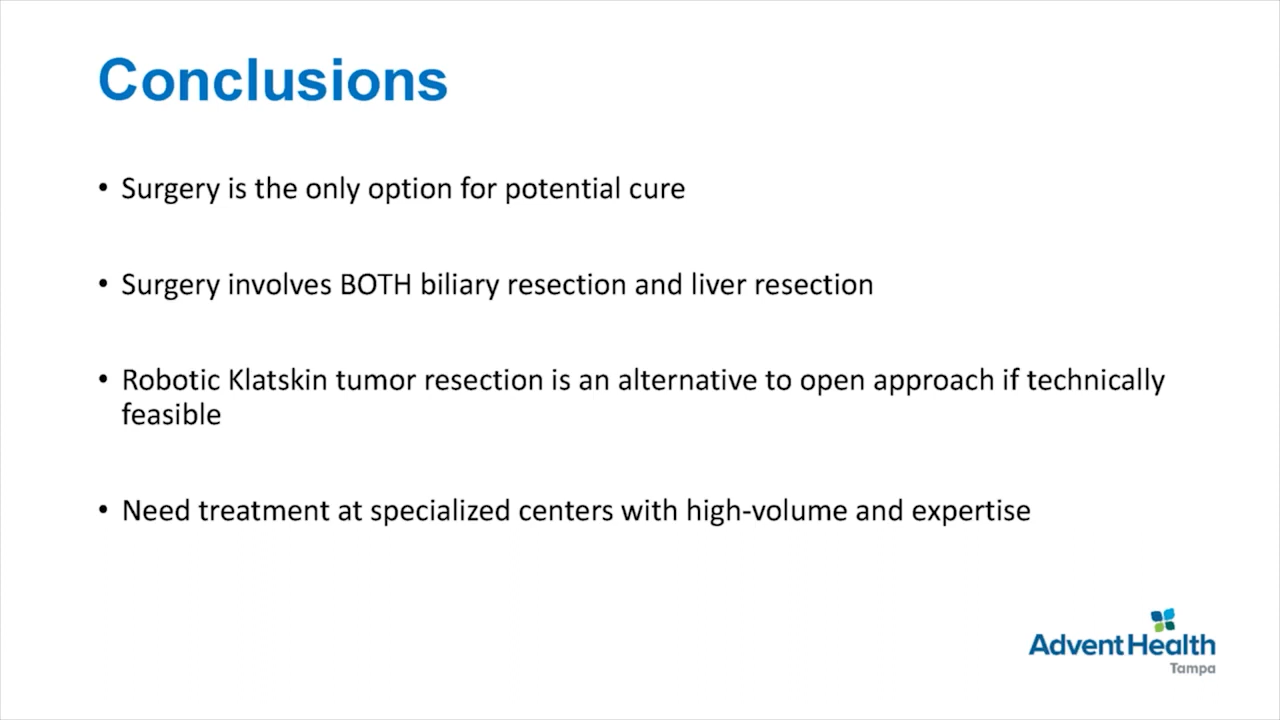 Conclusions
• Surgery is the only option for potential cure
• Surgery involves BOTH biliary resection and liver resection
• Robotic Klatskin tumor resection is an alternative to open approach if technically
feasible
• Need treatment at specialized centers with high-volume and expertise
AdventHealth
Tampa